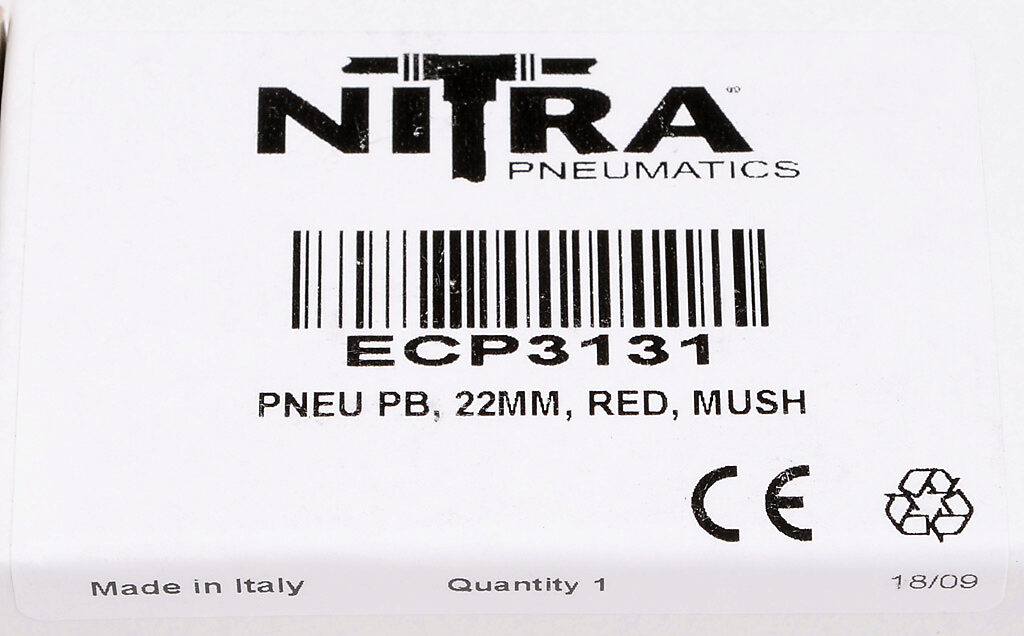 NITRA®
PNEUMATICS
ECP3131
PNEU PB, 22MM, RED, MUSH
CE
Made in Italy Quantity 1 18/09